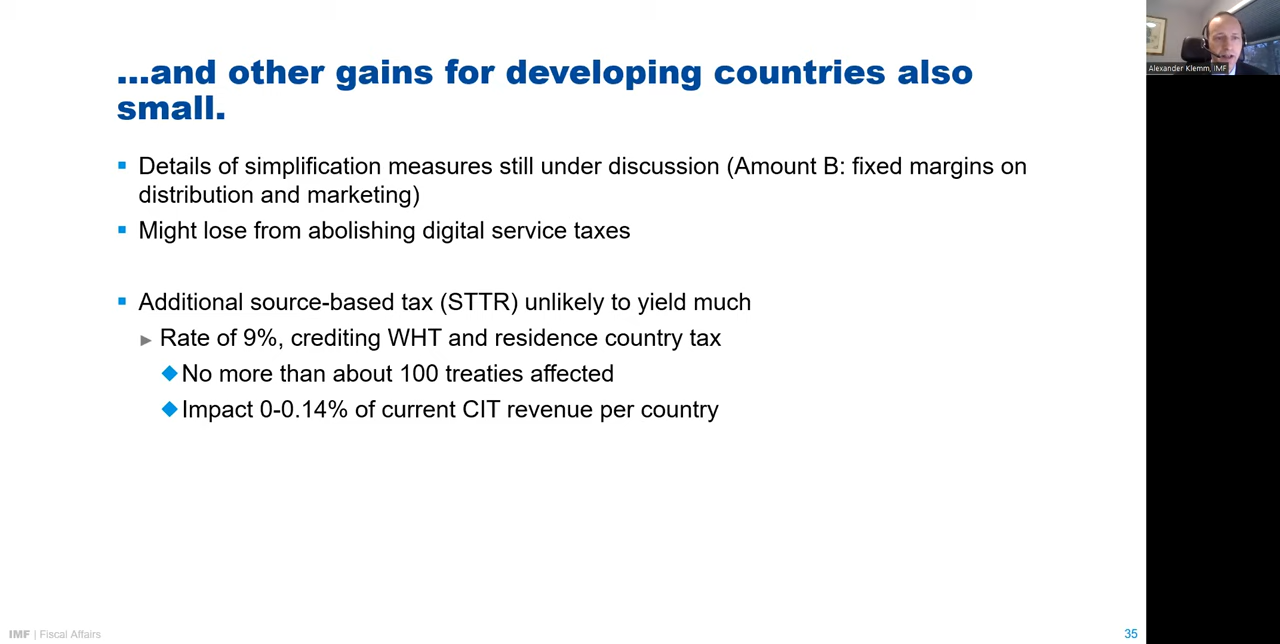 ...and other gains for developing countries also
small.
Details of simplification measures still under discussion (Amount B: fixed margins on
distribution and marketing)
Might lose from abolishing digital service taxes
Additional source-based tax (STTR) unlikely to yield much
Rate of 9%, crediting WHT and residence country tax
No more than about 100 treaties affected
Impact 0-0.14% of current CIT revenue per country
IMF | Fiscal Affairs
35
Alexander Klemm, IMF